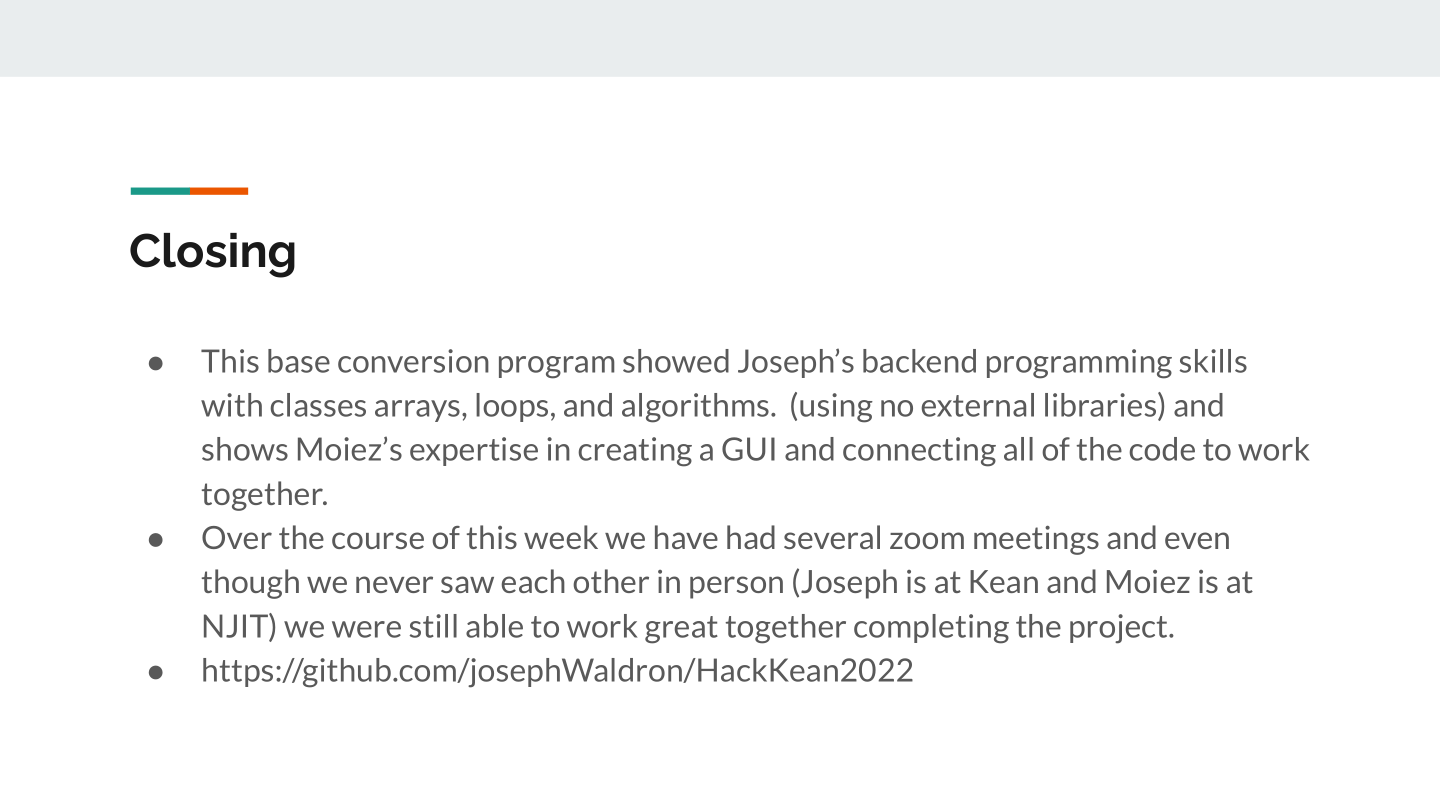 Closing
● This base conversion program showed Joseph’s backend programming skills
with classes arrays, loops, and algorithms.  (using no external libraries) and
shows Moiez’s expertise in creating a GUI and connecting all of the code to work
together.
● Over the course of this week we have had several zoom meetings and even
though we never saw each other in person (Joseph is at Kean and Moiez is at
NJIT) we were still able to work great together completing the project.
● https://github.com/josephWaldron/HackKean2022